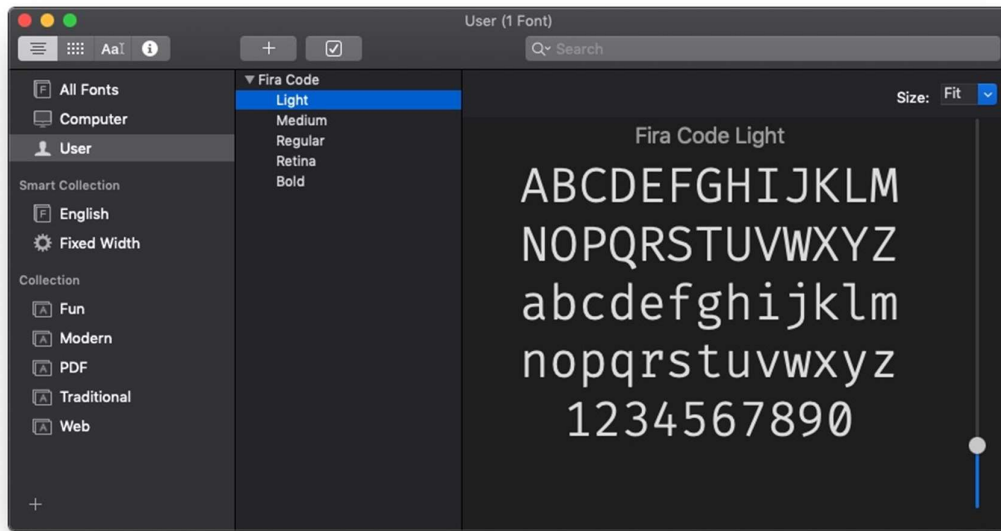 User (1 Font)
Search
All Fonts
Computer
User
Smart Collection
English
Fixed Width
Collection
Fun
Modern
PDF
Traditional
Web
Fira Code
Light
Medium
Regular
Retina
Bold
Size: Fit
Fira Code Light
ABCDEFGHIJKLM
NOPQRSTUVWXYZ
abcdefghijklm
nopqrstuvwxyz
1234567890